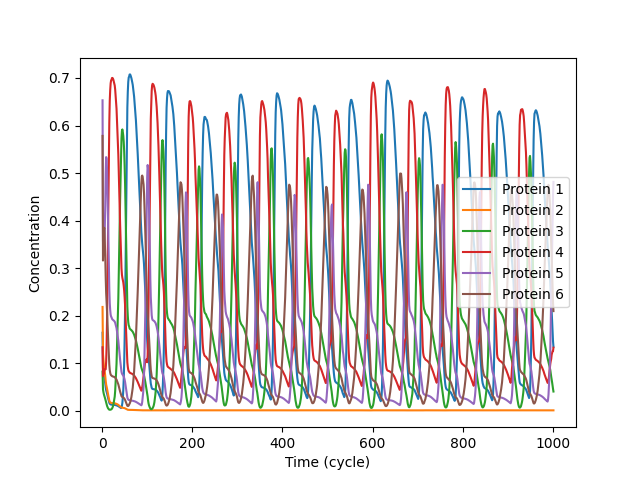 0.7
0.6
0.5
0.4
0.3
0.2
0.1
0.0
Concentration
Protein 1
Protein 2
Protein 3
Protein 4
Protein 5
Protein 6
0 200 400 600 800 1000
Time (cycle)